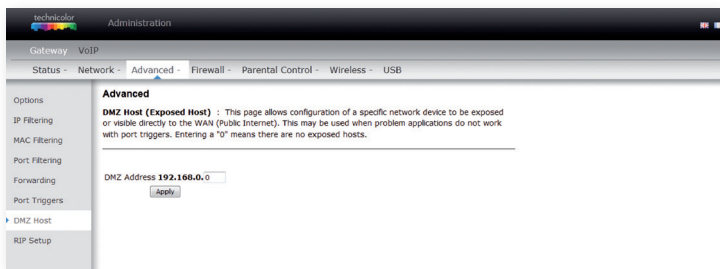 technicolor
Administration
Gateway VoIP
Status - Network - Advanced - Firewall - Parental Control - Wireless - USB
Options
IP Filtering
MAC Filtering
Port Filtering
Forwarding
Port Triggers
DMZ Host
RIP Setup
Advanced
DMZ Host (Exposed Host) : This page allows configuration of a specific network device to be exposed
or visible directly to the WAN (Public Internet). This may be used when problem applications do not work
with port triggers. Entering a "0" means there are no exposed hosts.
DMZ Address 192.168.0.0
Apply